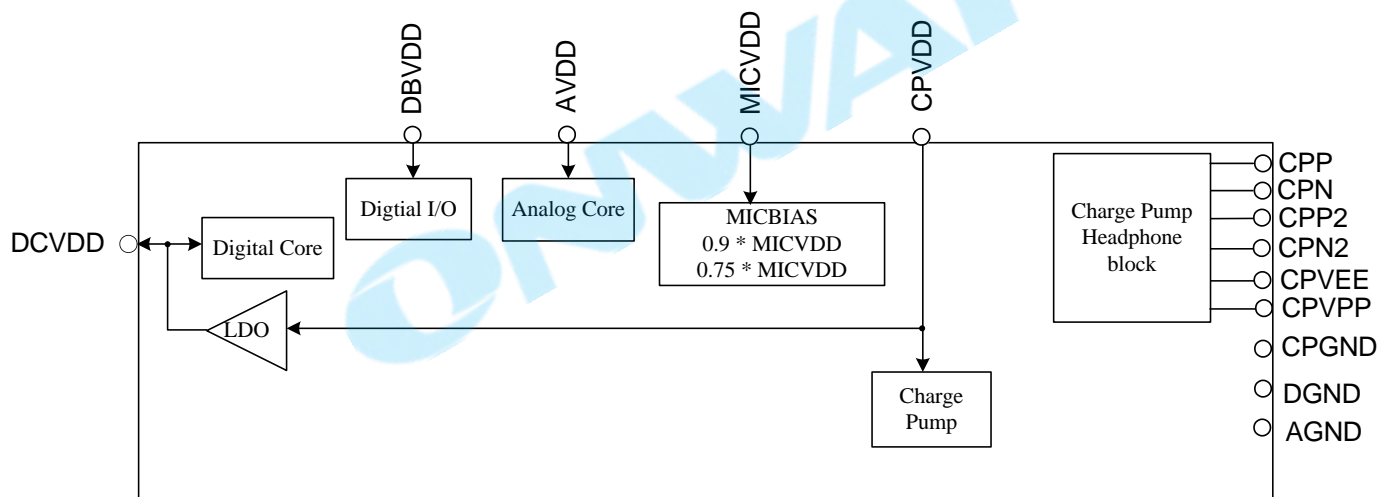 DBVDD
AVDD
MICVDD
CPVDD
DCVDD
Digital Core
Digtial I/O
Analog Core
MICBIAS
0.9 * MICVDD
0.75 * MICVDD
LDO
Charge
Pump
Charge Pump
Headphone
block
CPP
CPN
CPP2
CPN2
CPVEE
CPVPP
CPGND
DGND
AGND